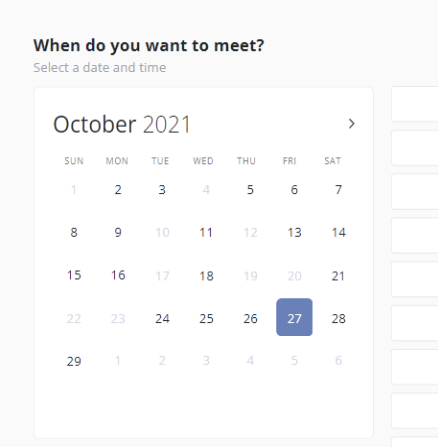 When do you want to meet?
Select a date and time
October 2021
SUN MON TUE WED THU FRI SAT
1 2 3 4 5 6 7
8 9 10 11 12 13 14
15 16 17 18 19 20 21
22 23 24 25 26 27 28
29 1 2 3 4 5 6